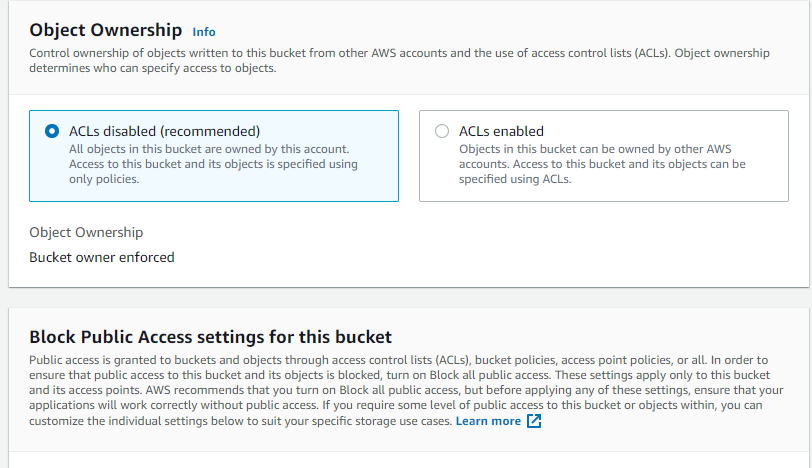 Object Ownership Info
Control ownership of objects written to this bucket from other AWS accounts and the use of access control lists (ACLs). Object ownership
determines who can specify access to objects.
ACLs disabled (recommended)
All objects in this bucket are owned by this account.
Access to this bucket and its objects is specified using
only policies.
ACLs enabled
Objects in this bucket can be owned by other AWS
accounts. Access to this bucket and its objects can be
specified using ACLs.
Object Ownership
Bucket owner enforced
Block Public Access settings for this bucket
Public access is granted to buckets and objects through access control lists (ACLs), bucket policies, access point policies, or all. In order to
ensure that public access to this bucket and its objects is blocked, turn on Block all public access. These settings apply only to this bucket
and its access points. AWS recommends that you turn on Block all public access, but before applying any of these settings, ensure that your
applications will work correctly without public access. If you require some level of public access to this bucket or objects within, you can
customize the individual settings below to suit your specific storage use cases. Learn more